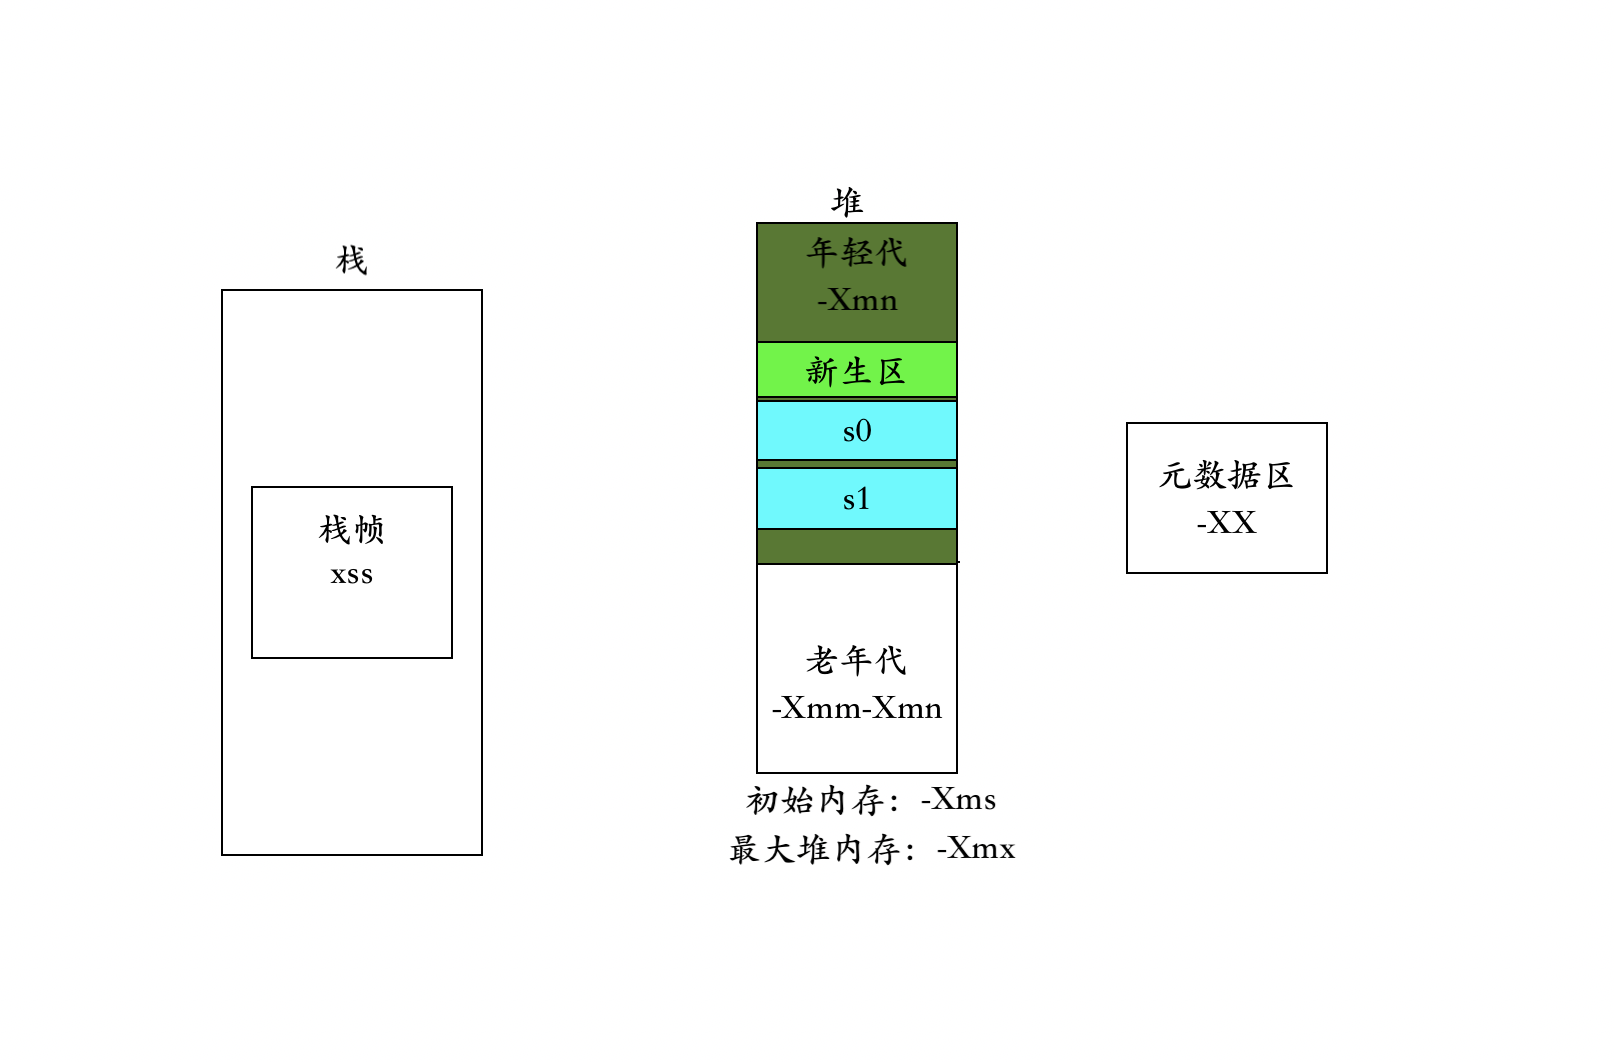 栈
栈帧
xss
堆
年轻代
-Xmn
新生区
s0
s1
老年代
-Xmm-Xmn
初始内存：-Xms
最大堆内存：-Xmx
元数据区
-XX